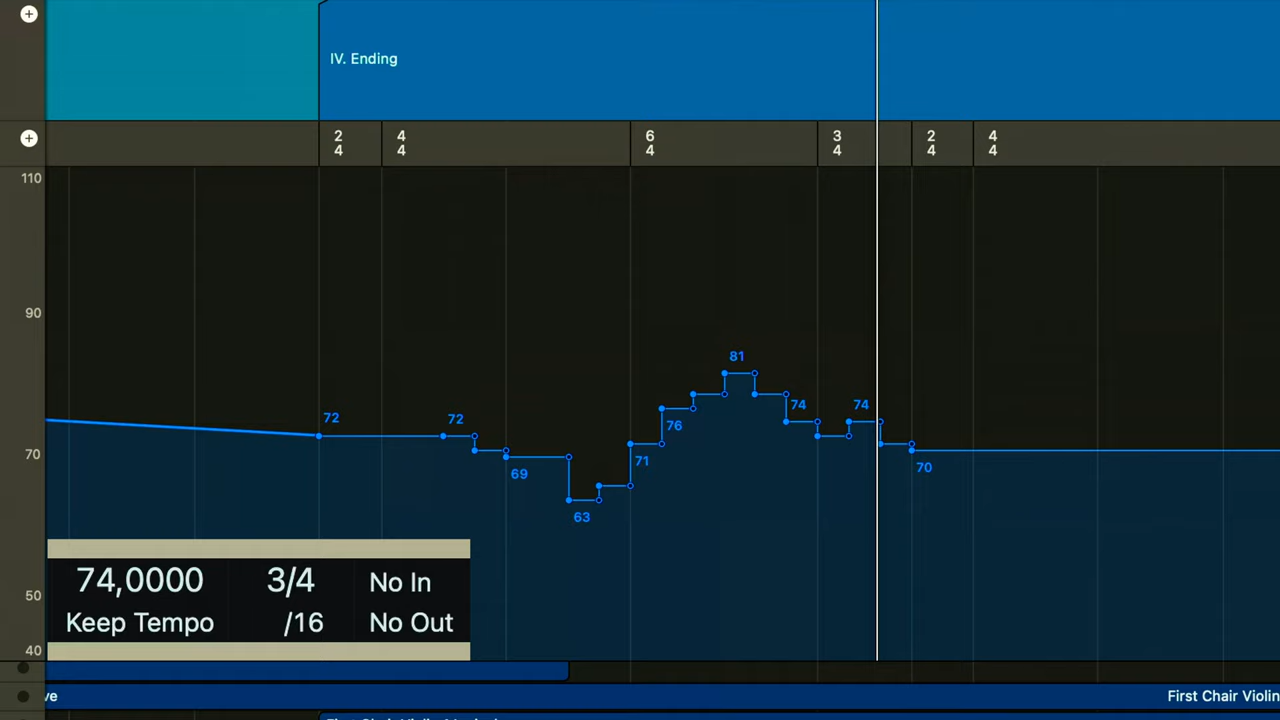 IV. Ending
2 4 6 3 2 4
4 4 4 4 4 4
110
90
70
50
40
72
72
69
63
71
76
81
74
74
70
74,0000 3/4 No In
Keep Tempo /16 No Out
ve
First Chair Violin